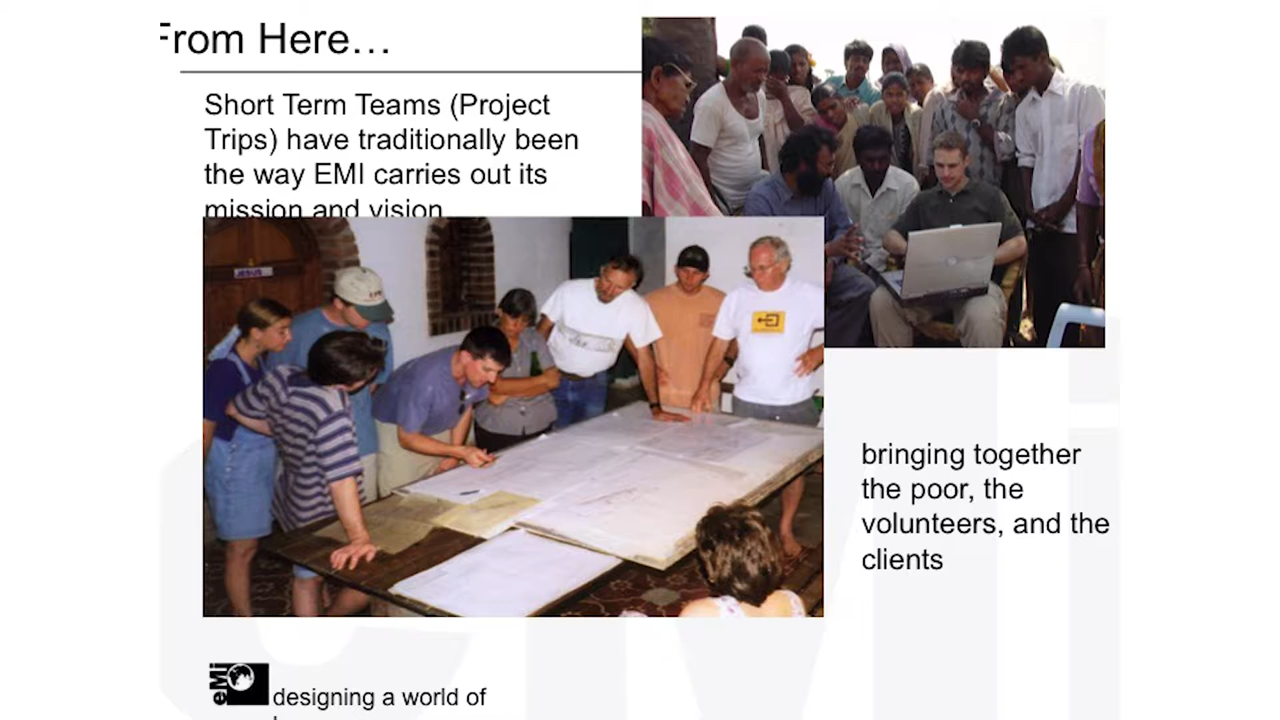 From Here…
Short Term Teams (Project
Trips) have traditionally been
the way EMI carries out its
mission and vision
JESUS
bringing together
the poor, the
volunteers, and the
clients
eMi
designing a world of